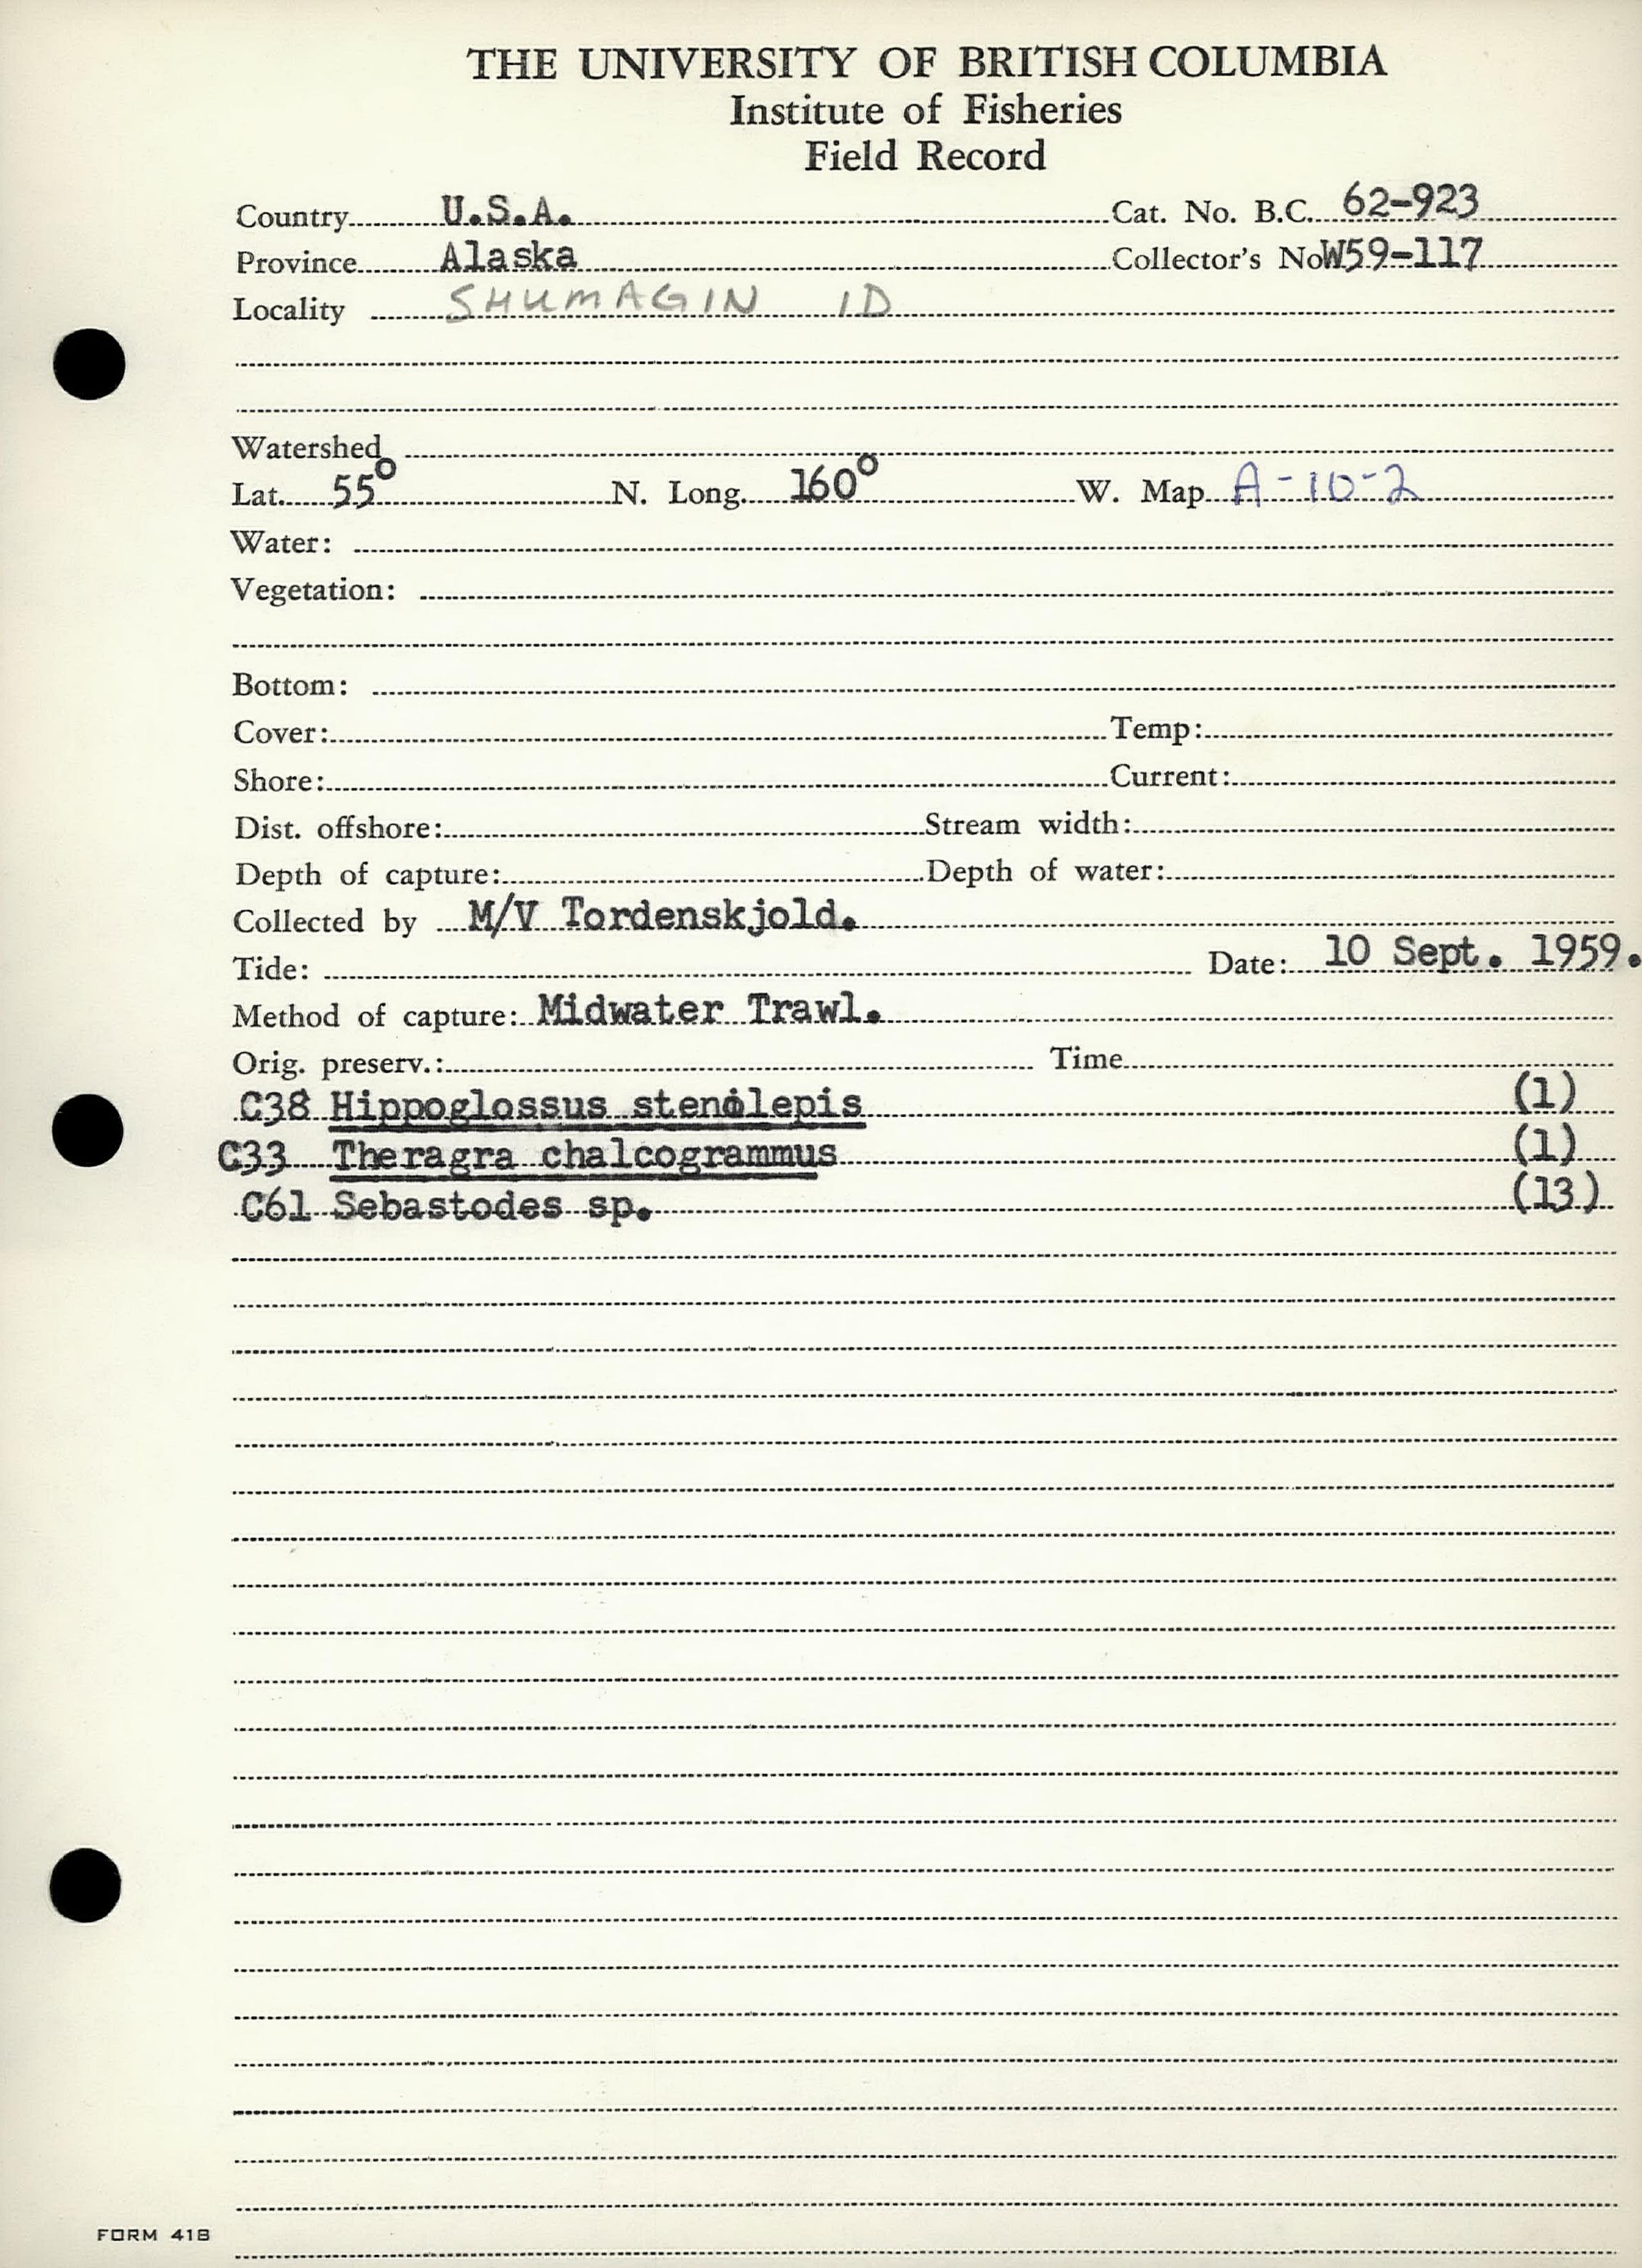 THE UNIVERSITY OF BRITISH COLUMBIA
Institute of Fisheries
Field Record
Country U.S.A. Cat. No. B.C. 62-923
Province Alaska Collector's No W59-117
Locality SHUMAGIN ID
Watershed
Lat. 55° N. Long. 160° W. Map A-10-2
Water:
Vegetation:
Bottom:
Cover: Temp:
Shore: Current:
Dist. offshore: Stream width:
Depth of capture: Depth of water:
Collected by M/V Tordenskjold.
Tide: Date: 10 Sept. 1959.
Method of capture: Midwater Trawl.
Orig. preserv.: Time
C38 Hippoglossus stenolepis (1)
C33 Theragra chalcogrammus (1)
C61 Sebastodes sp. (13)
FORM 41B